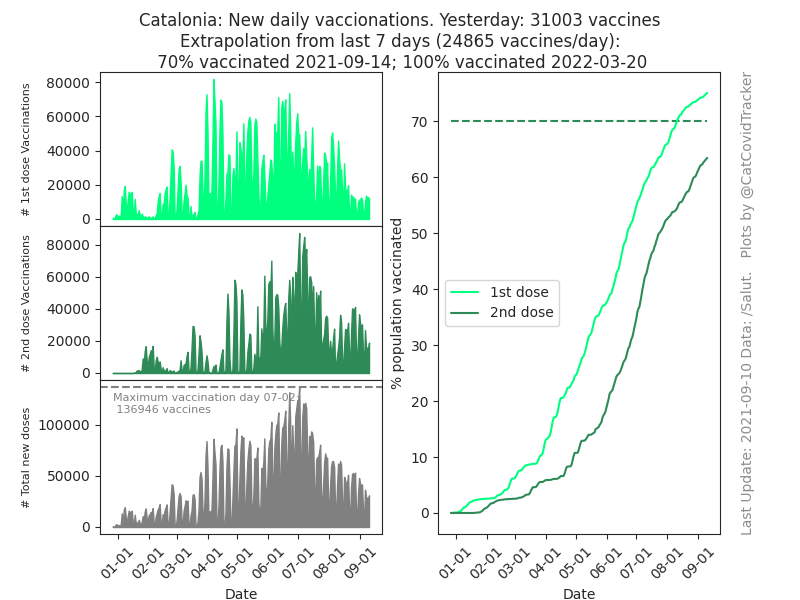 Catalonia: New daily vaccionations. Yesterday: 31003 vaccines
Extrapolation from last 7 days (24865 vaccines/day):
70% vaccinated 2021-09-14; 100% vaccinated 2022-03-20
# 1st dose Vaccinations
80000
60000
40000
20000
0
# 2nd dose Vaccinations
80000
60000
40000
20000
0
# Total new doses
100000
50000
0
Maximum vaccination day 07-02:
136946 vaccines
01-01
02-01
03-01
04-01
05-01
06-01
07-01
08-01
09-01
Date
% population vaccinated
70
60
50
40
30
20
10
0
1st dose
2nd dose
01-01
02-01
03-01
04-01
05-01
06-01
07-01
08-01
09-01
Date
Last Update: 2021-09-10 Data: /Salut. Plots by @CatCovidTracker